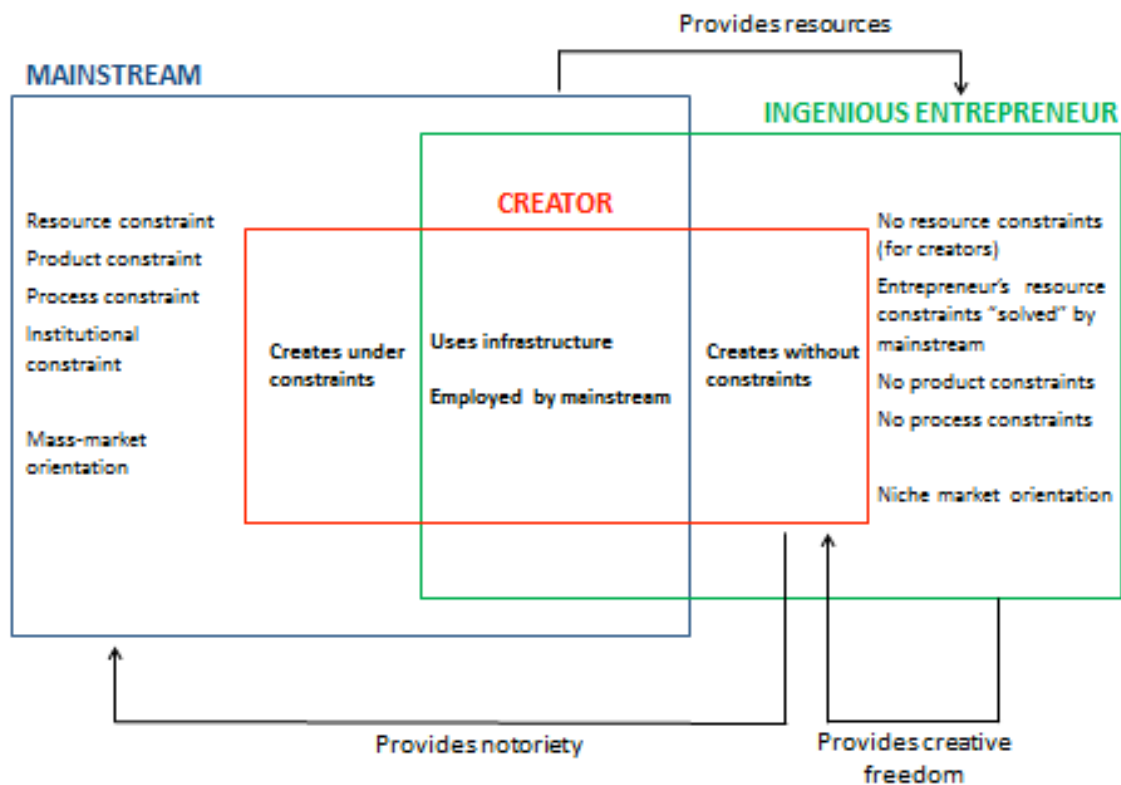 Provides resources
MAINSTREAM
INGENIOUS ENTREPRENEUR
CREATOR
Resource constraint
Product constraint
Process constraint
Institutional
constraint
Mass-market
orientation
Creates under
constraints
Uses infrastructure
Employed by mainstream
Creates without
constraints
No resource constraints
(for creators)
Entrepreneur's resource
constraints "solved" by
mainstream
No product constraints
No process constraints
Niche market orientation
Provides notoriety
Provides creative
freedom